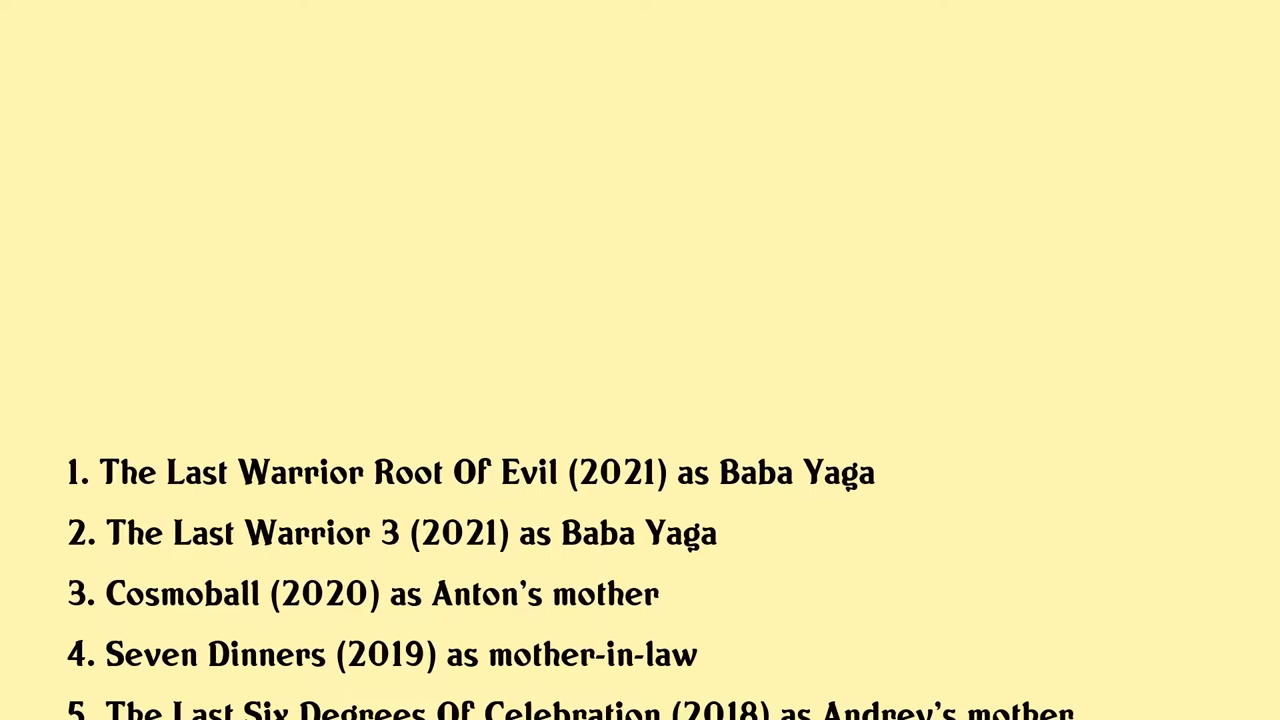 1. The Last Warrior Root Of Evil (2021) as Baba Yaga
2. The Last Warrior 3 (2021) as Baba Yaga
3. Cosmoball (2020) as Anton's mother
4. Seven Dinners (2019) as mother-in-law
5. The Last Six Degrees Of Celebration (2018) as Andrey's mother